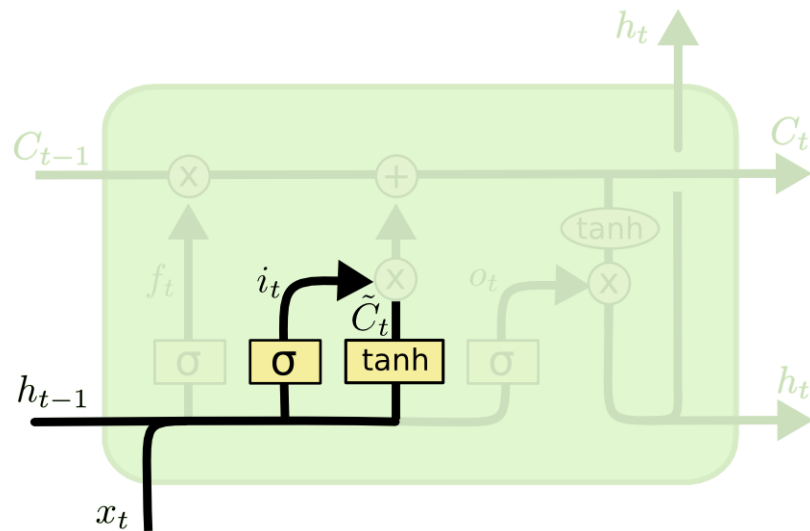 h_t
C_{t-1}
x
+
C_t
tanh
f_t
i_t
x
o_t
x
C̃_t
σ
σ
tanh
σ
h_{t-1}
h_t
x_t